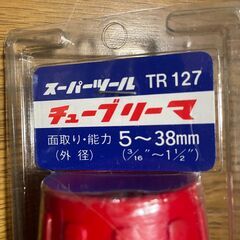 スーパーツール TR 127
チューブリーマ
面取り・能力 5～38mm
(外 径) (3/16"～1 1/2")